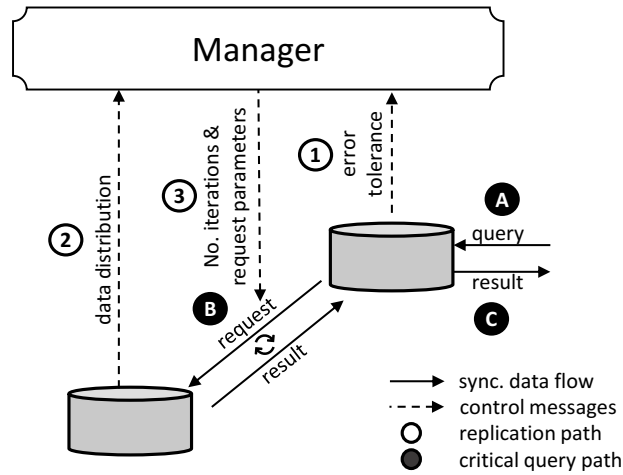 Manager
1
error
tolerance
3
No. iterations &
request parameters
2
data distribution
A
query
result
C
B
request
result
sync. data flow
control messages
replication path
critical query path